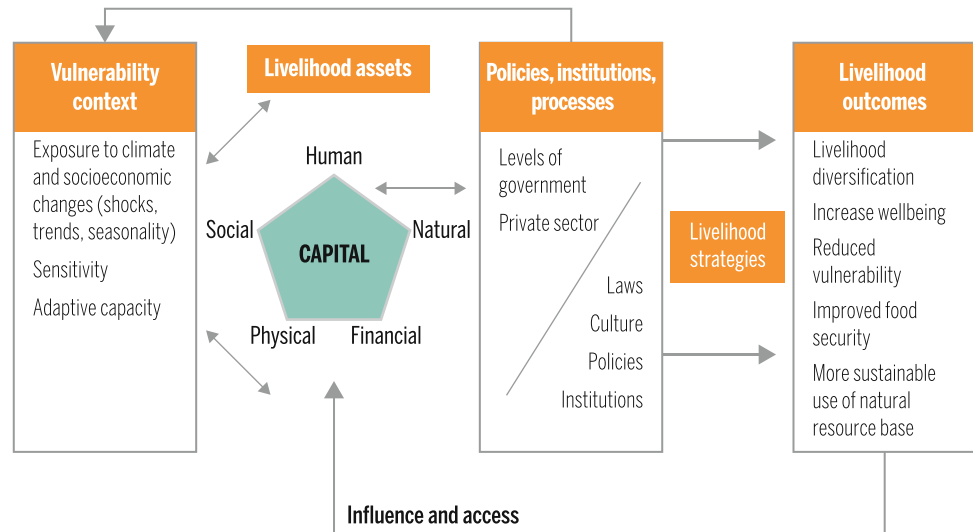 Vulnerability
context
Exposure to climate
and socioeconomic
changes (shocks,
trends, seasonality)
Sensitivity
Adaptive capacity
Livelihood assets
Human
Social
Natural
CAPITAL
Physical
Financial
Policies, institutions,
processes
Levels of
government
Private sector
Laws
Culture
Policies
Institutions
Livelihood
strategies
Livelihood
outcomes
Livelihood
diversification
Increase wellbeing
Reduced
vulnerability
Improved food
security
More sustainable
use of natural
resource base
Influence and access